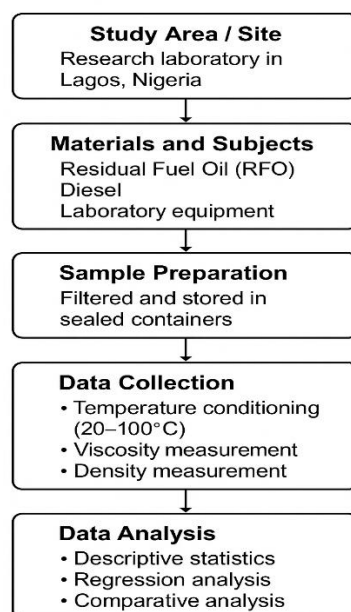 Study Area / Site
Research laboratory in
Lagos, Nigeria
Materials and Subjects
Residual Fuel Oil (RFO)
Diesel
Laboratory equipment
Sample Preparation
Filtered and stored in
sealed containers
Data Collection
• Temperature conditioning
(20–100°C)
• Viscosity measurement
• Density measurement
Data Analysis
• Descriptive statistics
• Regression analysis
• Comparative analysis